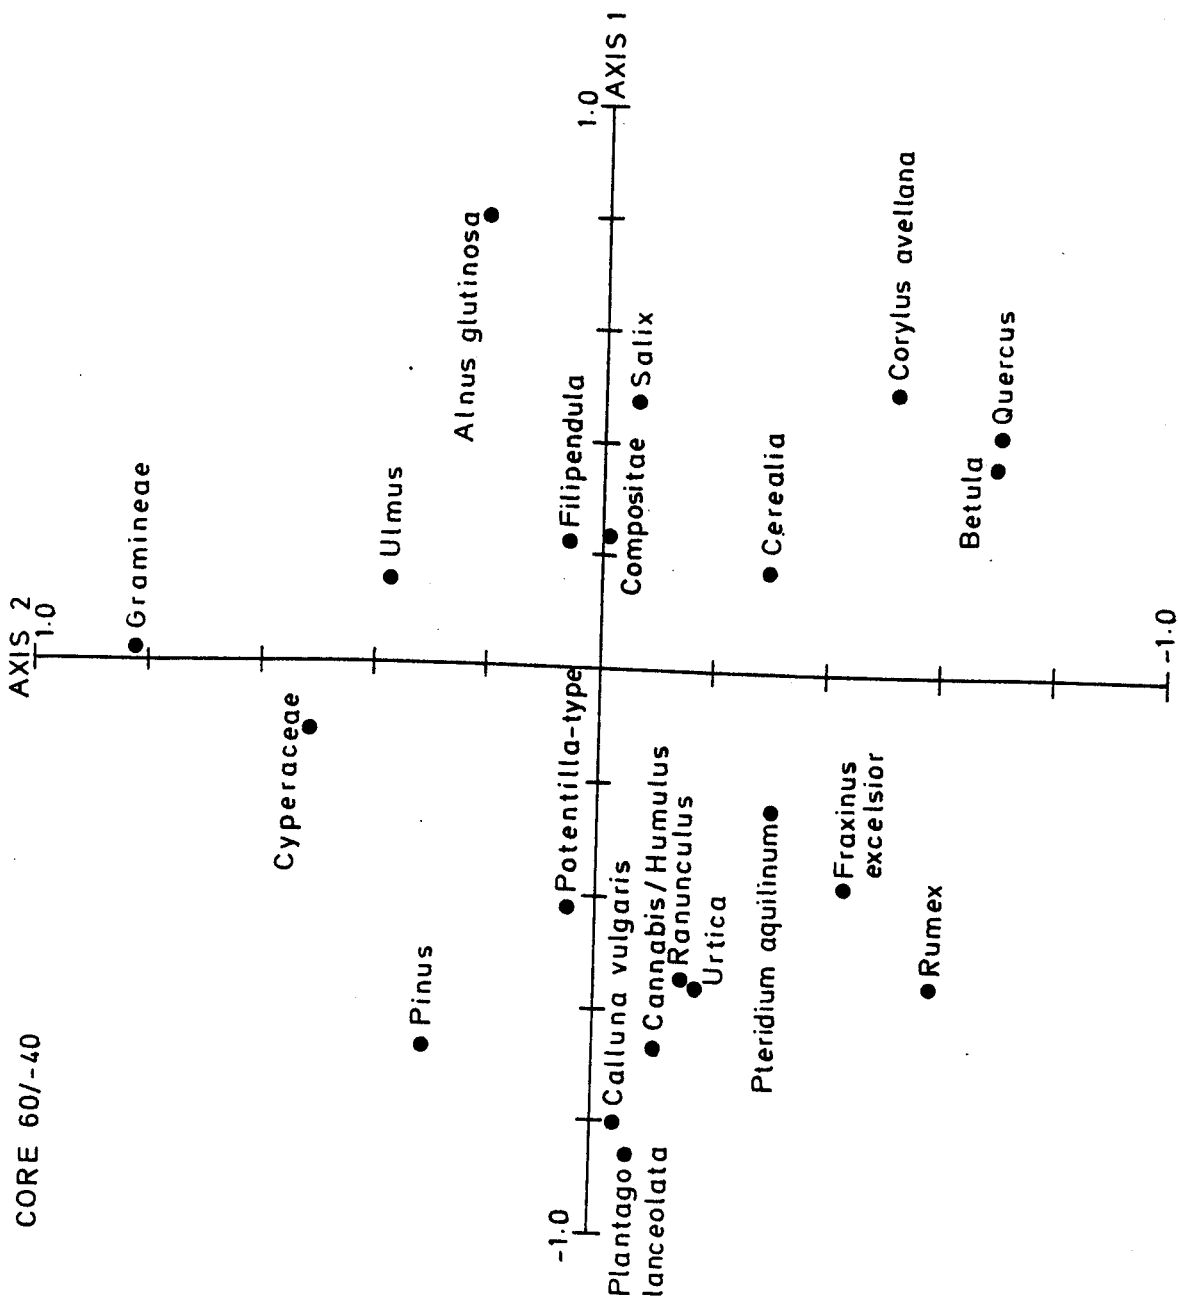 CORE 60/-40
AXIS 2
1.0
Gramineae
Cyperaceae
Ulmus
Pinus
Alnus glutinosa
Filipendula
Potentilla-type
-1.0
1.0
AXIS 1
Compositae
Salix
Calluna vulgaris
Plantago
lanceolata
Cannabis/Humulus
Ranunculus
Urtica
Cerealia
Pteridium aquilinum
Fraxinus
excelsior
Corylus avellana
Rumex
Betula
Quercus
-1.0